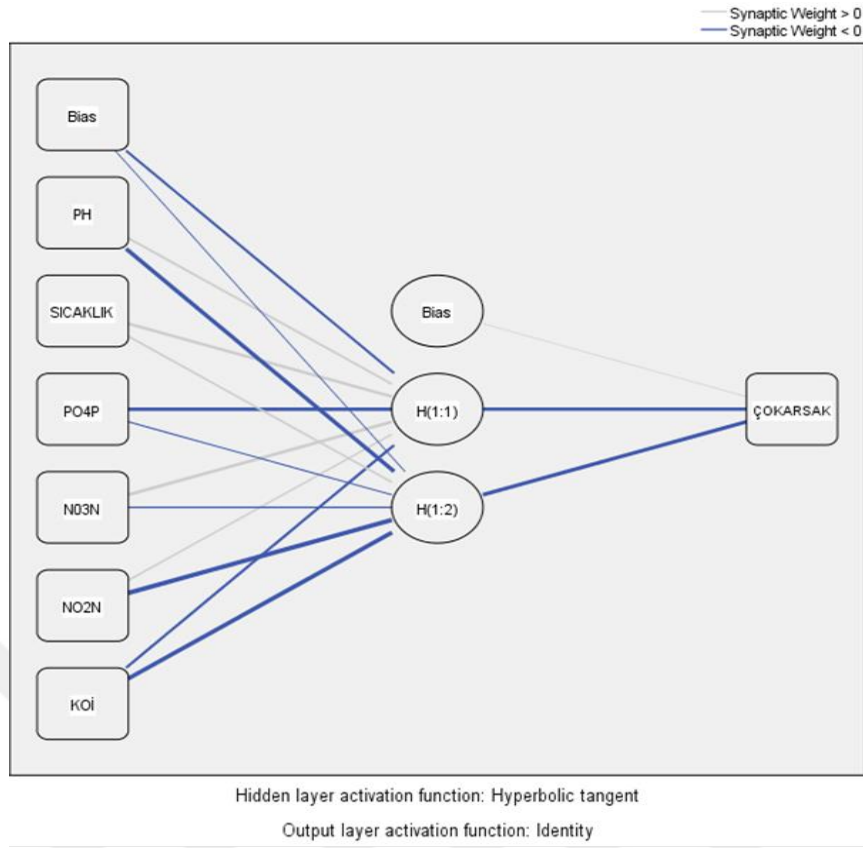 Synaptic Weight > 0
Synaptic Weight < 0
Bias
PH
SICAKLIK
Bias
PO4P
H(1:1)
ÇOKARSAK
N03N
H(1:2)
NO2N
KOİ
Hidden layer activation function: Hyperbolic tangent
Output layer activation function: Identity